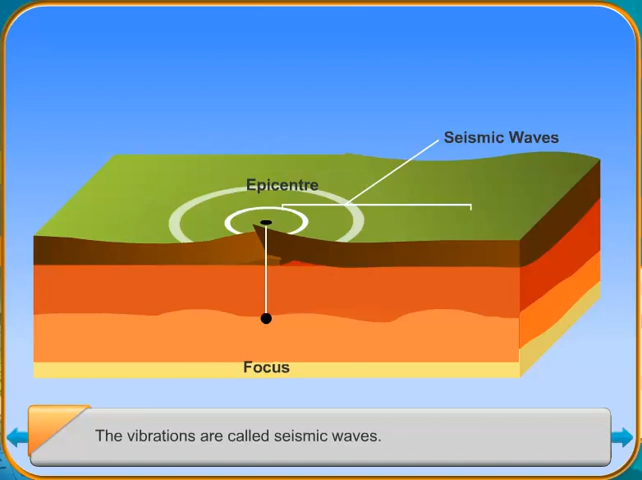 Seismic Waves
Epicentre
Focus
The vibrations are called seismic waves.